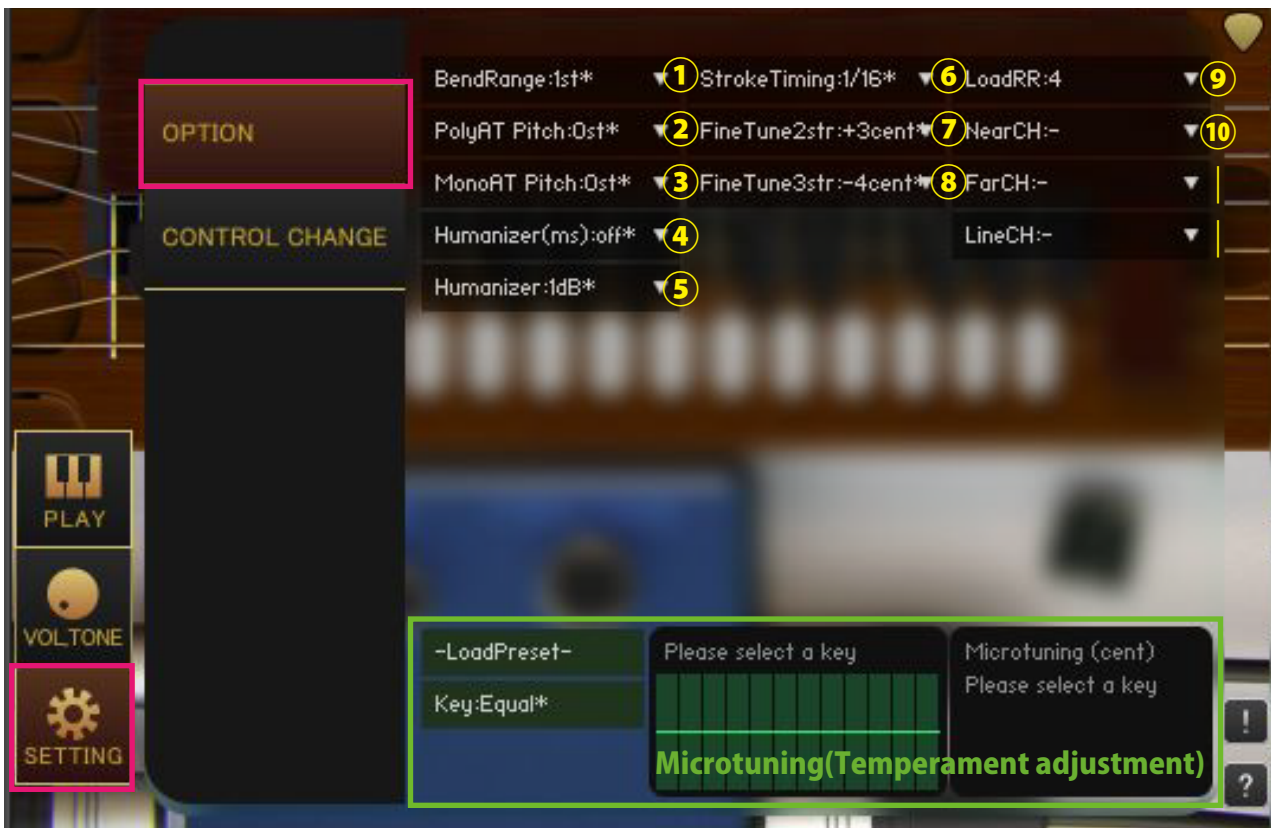 OPTION
CONTROL CHANGE
BendRange:1st*
1
StrokeTiming:1/16*
6
LoadRR:4
9
PolyAT Pitch:0st*
2
FineTune2str:+3cent*
7
NearCH:-
10
MonoAT Pitch:0st*
3
FineTune3str:-4cent*
8
FarCH:-
Humanizer(ms):off*
4
LineCH:-
Humanizer:1dB*
5
PLAY
VOL,TONE
SETTING
-LoadPreset-
Key:Equal*
Please select a key
Microtuning (cent)
Please select a key
Microtuning(Temperament adjustment)
!
?